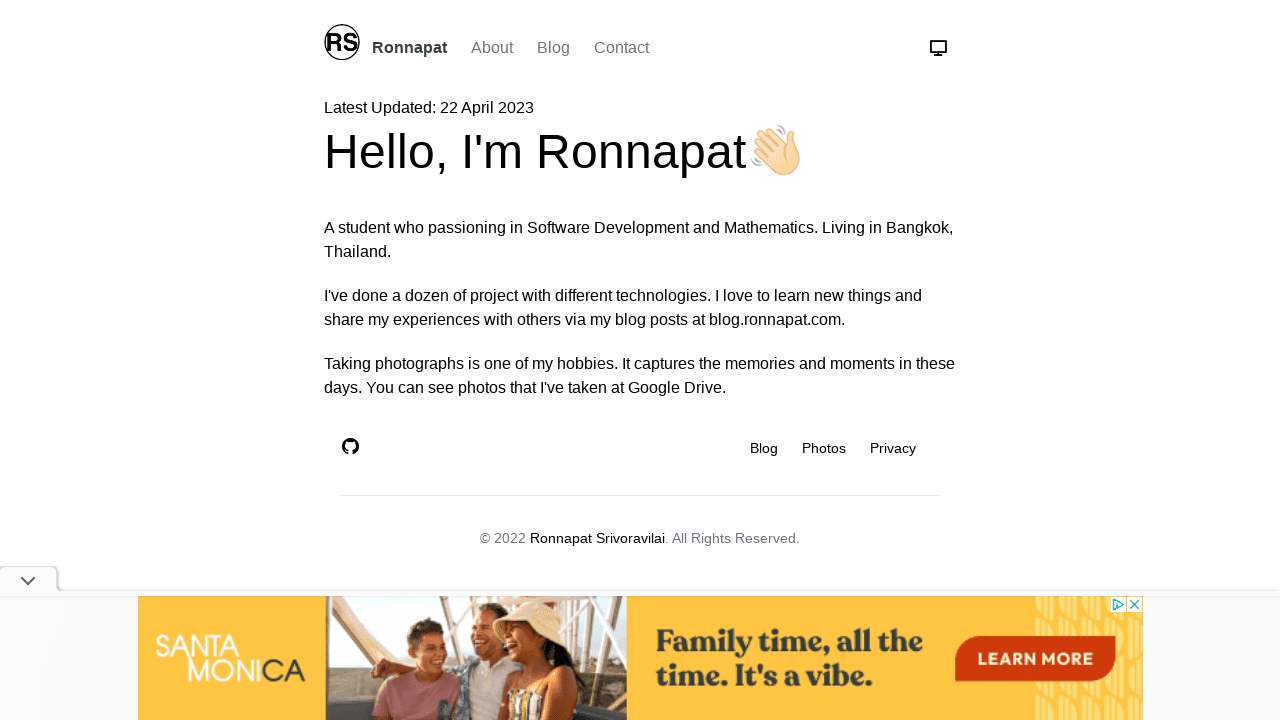 RS
Ronnapat About Blog Contact
Latest Updated: 22 April 2023
Hello, I'm Ronnapat👋🏻
A student who passioning in Software Development and Mathematics. Living in Bangkok,
Thailand.
I've done a dozen of project with different technologies. I love to learn new things and
share my experiences with others via my blog posts at blog.ronnapat.com.
Taking photographs is one of my hobbies. It captures the memories and moments in these
days. You can see photos that I've taken at Google Drive.
Blog Photos Privacy
© 2022 Ronnapat Srivoravilai. All Rights Reserved.
SANTA
MONICA
Family time, all the
time. It's a vibe.
LEARN MORE